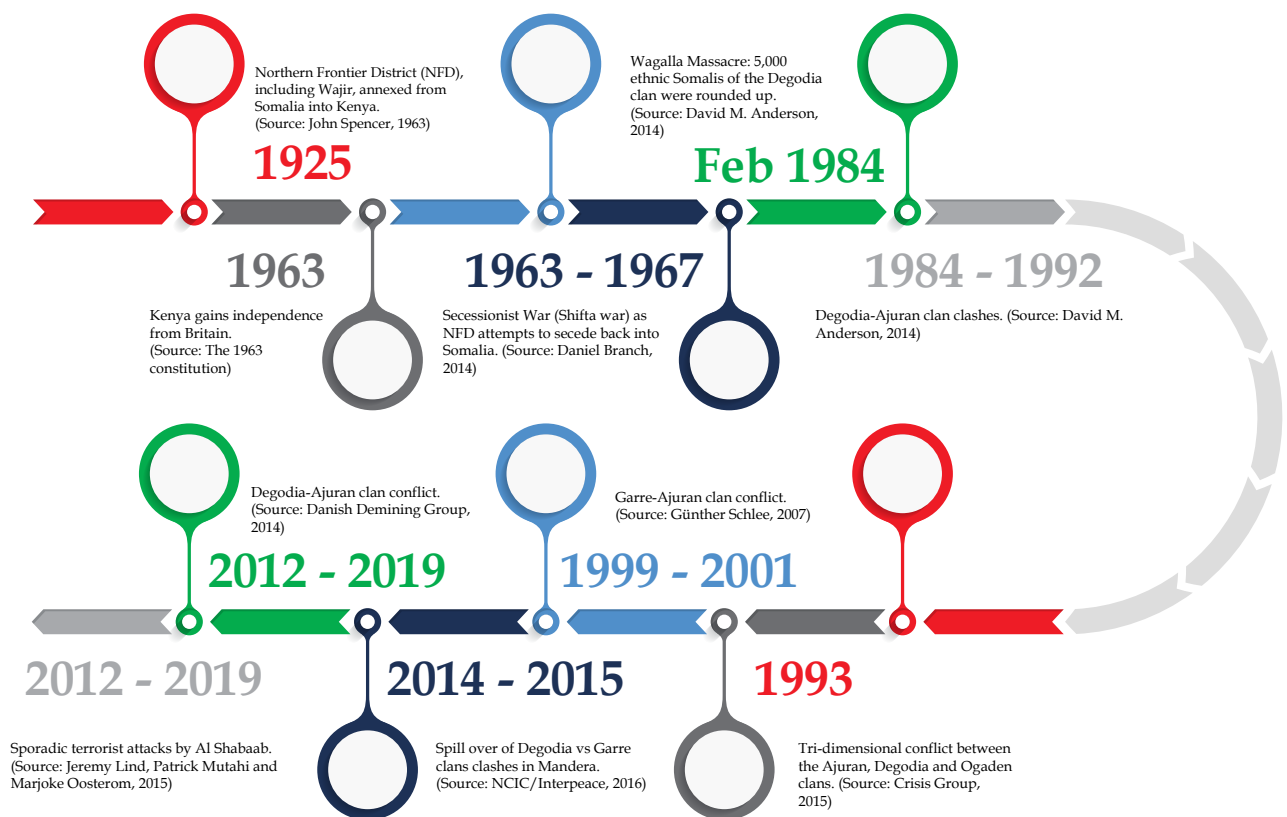 Northern Frontier District (NFD),
including Wajir, annexed from
Somalia into Kenya.
(Source: John Spencer, 1963)
1925
1963
Kenya gains independence
from Britain.
(Source: The 1963
constitution)
1963 - 1967
Secessionist War (Shifta war) as
NFD attempts to secede back into
Somalia. (Source: Daniel Branch,
2014)
Wagalla Massacre: 5,000
ethnic Somalis of the Degodia
clan were rounded up.
(Source: David M. Anderson,
2014)
Feb 1984
1984 - 1992
Degodia-Ajuran clan clashes. (Source: David M.
Anderson, 2014)
1993
Tri-dimensional conflict between
the Ajuran, Degodia and Ogaden
clans. (Source: Crisis Group,
2015)
Garre-Ajuran clan conflict.
(Source: Günther Schlee, 2007)
1999 - 2001
2014 - 2015
Spill over of Degodia vs Garre
clans clashes in Mandera.
(Source: NCIC/Interpeace, 2016)
Degodia-Ajuran clan conflict.
(Source: Danish Demining Group,
2014)
2012 - 2019
2012 - 2019
Sporadic terrorist attacks by Al Shabaab.
(Source: Jeremy Lind, Patrick Mutahi and
Marjoke Oosterom, 2015)